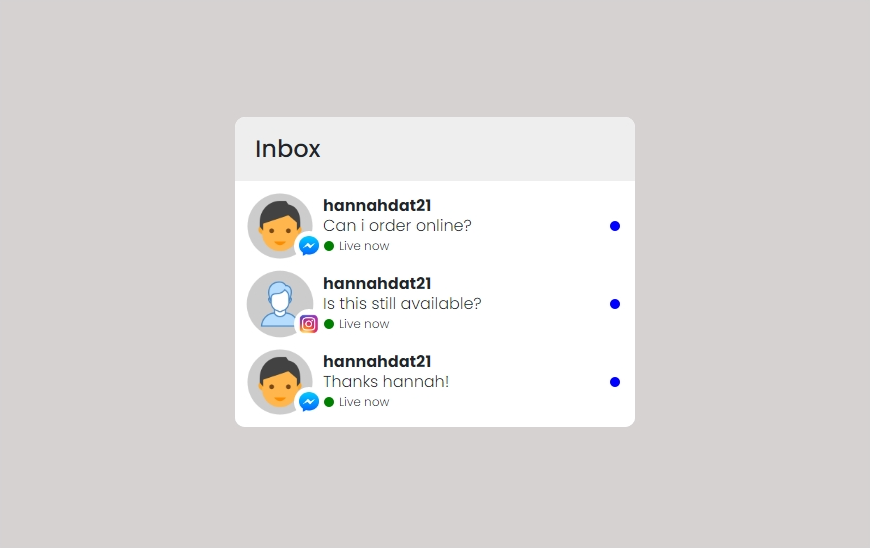 Inbox
hannahdat21
Can i order online?
Live now
hannahdat21
Is this still available?
Live now
hannahdat21
Thanks hannah!
Live now